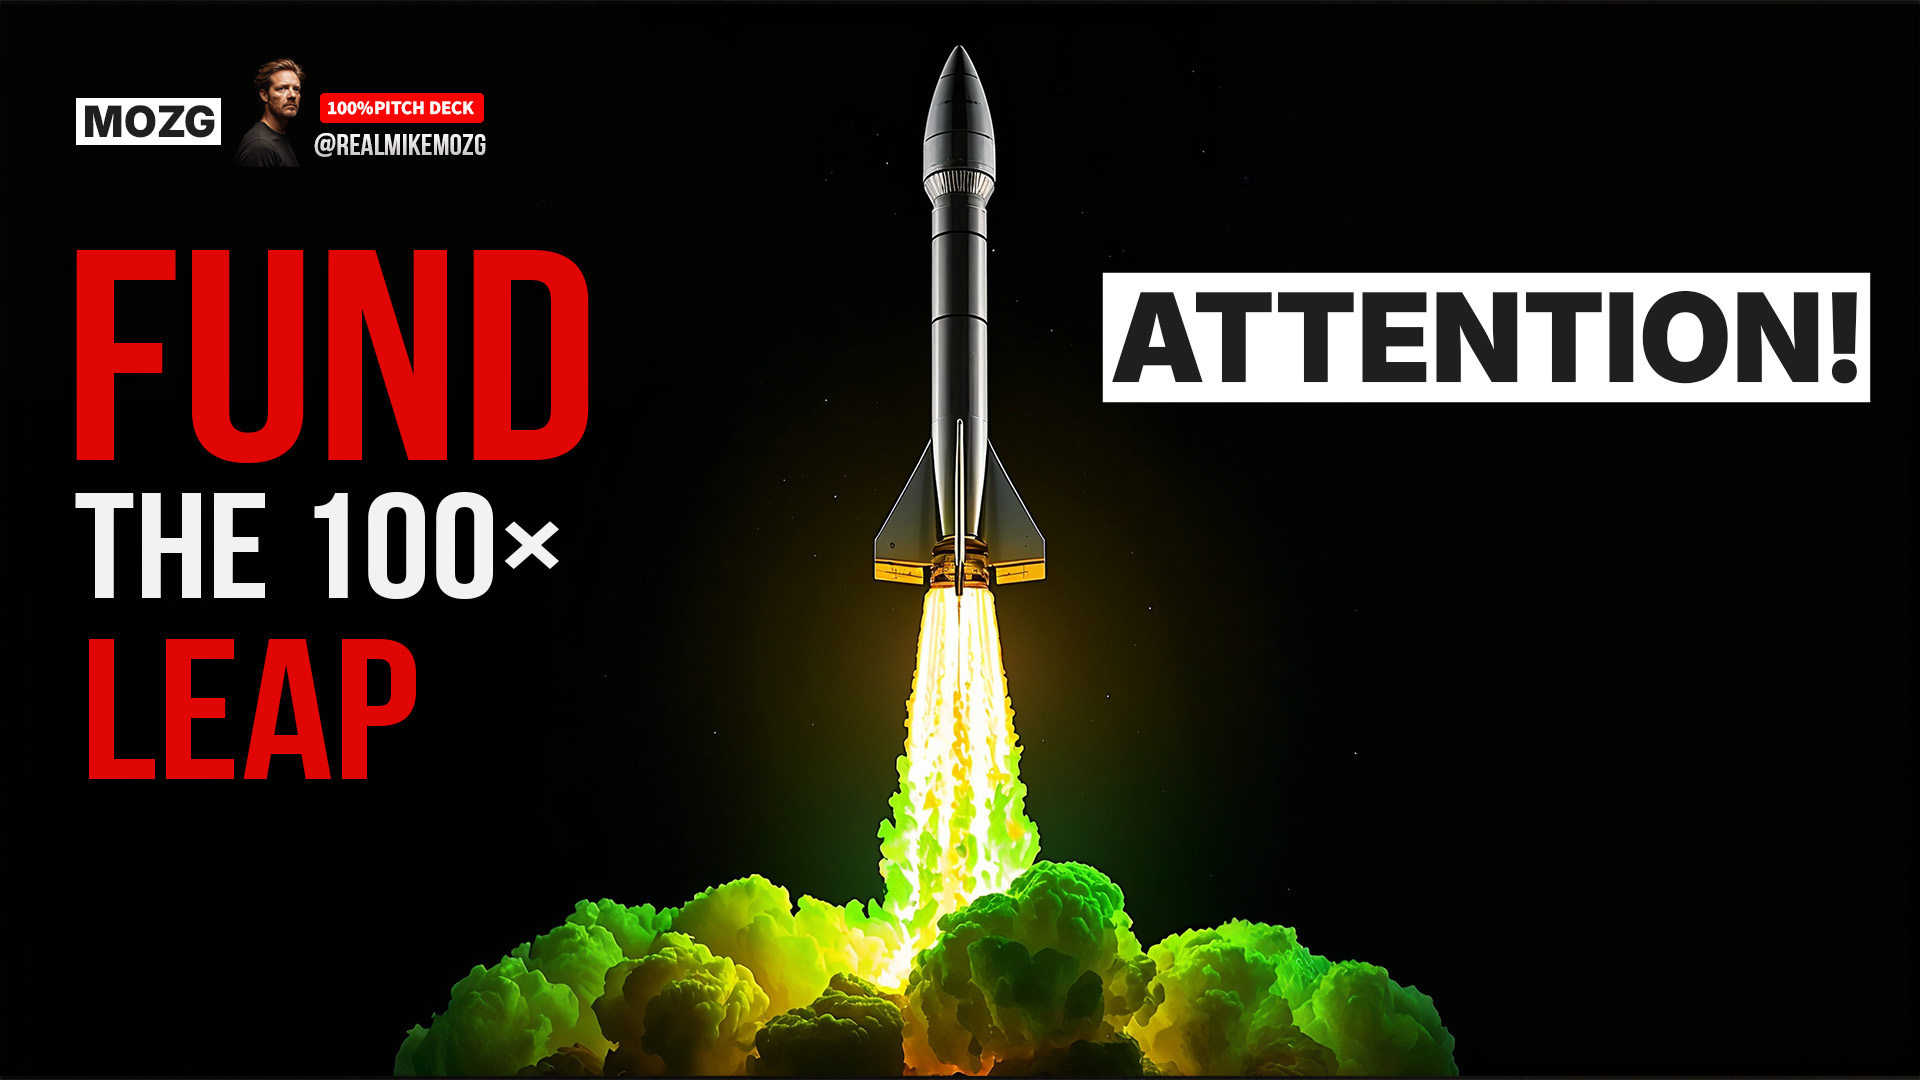 MOZG
100%PITCH DECK
@REALMIKEMOZG
FUND
THE 100×
LEAP
ATTENTION!